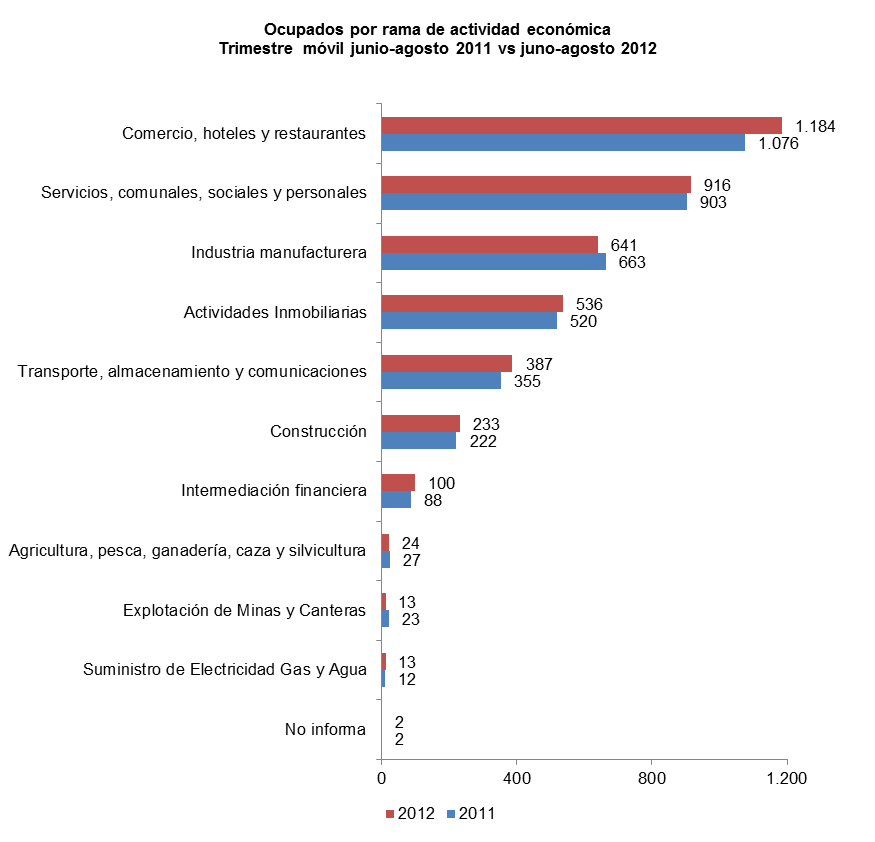 Ocupados por rama de actividad económica
Trimestre móvil junio-agosto 2011 vs juno-agosto 2012
Comercio, hoteles y restaurantes
1.184
1.076
Servicios, comunales, sociales y personales
916
903
Industria manufacturera
641
663
Actividades Inmobiliarias
536
520
Transporte, almacenamiento y comunicaciones
387
355
Construcción
233
222
Intermediación financiera
100
88
Agricultura, pesca, ganadería, caza y silvicultura
24
27
Explotación de Minas y Canteras
13
23
Suministro de Electricidad Gas y Agua
13
12
No informa
2
2
0 400 800 1.200
2012 2011